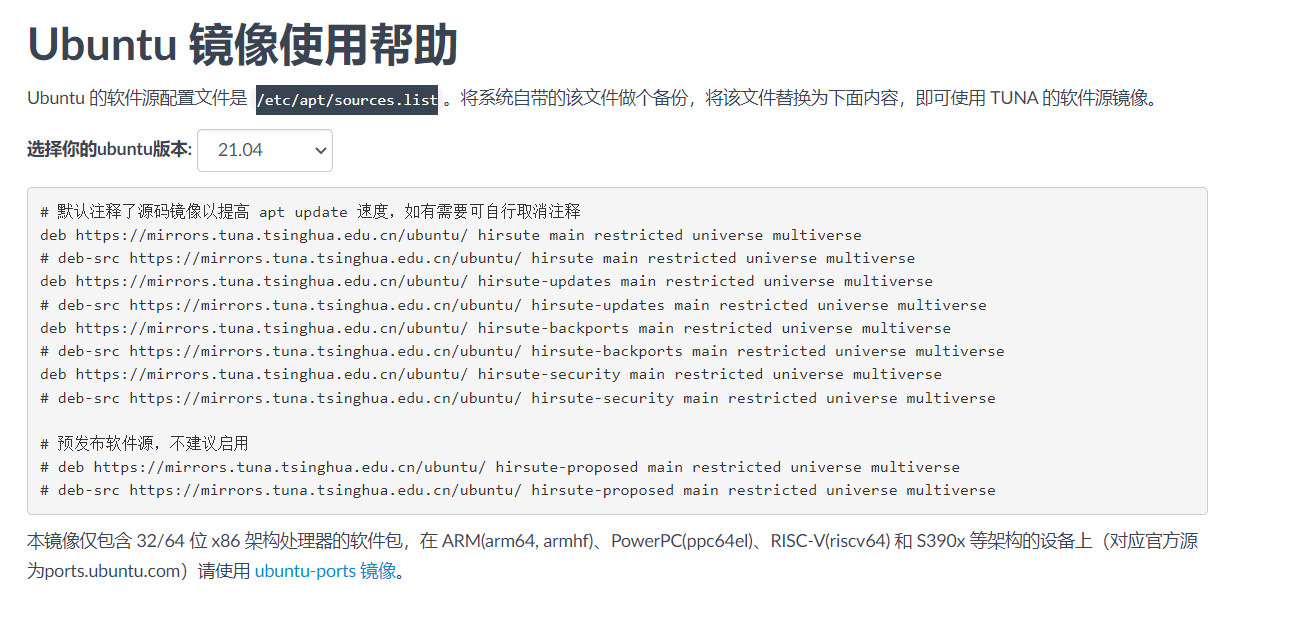 Ubuntu 镜像使用帮助
Ubuntu 的软件源配置文件是 /etc/apt/sources.list 。将系统自带的该文件做个备份，将该文件替换为下面内容，即可使用 TUNA 的软件源镜像。
选择你的ubuntu版本: 21.04
# 默认注释了源码镜像以提高 apt update 速度，如有需要可自行取消注释
deb https://mirrors.tuna.tsinghua.edu.cn/ubuntu/ hirsute main restricted universe multiverse
# deb-src https://mirrors.tuna.tsinghua.edu.cn/ubuntu/ hirsute main restricted universe multiverse
deb https://mirrors.tuna.tsinghua.edu.cn/ubuntu/ hirsute-updates main restricted universe multiverse
# deb-src https://mirrors.tuna.tsinghua.edu.cn/ubuntu/ hirsute-updates main restricted universe multiverse
deb https://mirrors.tuna.tsinghua.edu.cn/ubuntu/ hirsute-backports main restricted universe multiverse
# deb-src https://mirrors.tuna.tsinghua.edu.cn/ubuntu/ hirsute-backports main restricted universe multiverse
deb https://mirrors.tuna.tsinghua.edu.cn/ubuntu/ hirsute-security main restricted universe multiverse
# deb-src https://mirrors.tuna.tsinghua.edu.cn/ubuntu/ hirsute-security main restricted universe multiverse
# 预发布软件源，不建议启用
# deb https://mirrors.tuna.tsinghua.edu.cn/ubuntu/ hirsute-proposed main restricted universe multiverse
# deb-src https://mirrors.tuna.tsinghua.edu.cn/ubuntu/ hirsute-proposed main restricted universe multiverse
本镜像仅包含 32/64 位 x86 架构处理器的软件包，在 ARM(arm64, armhf)、PowerPC(ppc64el)、RISC-V(riscv64) 和 S390x 等架构的设备上（对应官方源
为ports.ubuntu.com）请使用 ubuntu-ports 镜像。